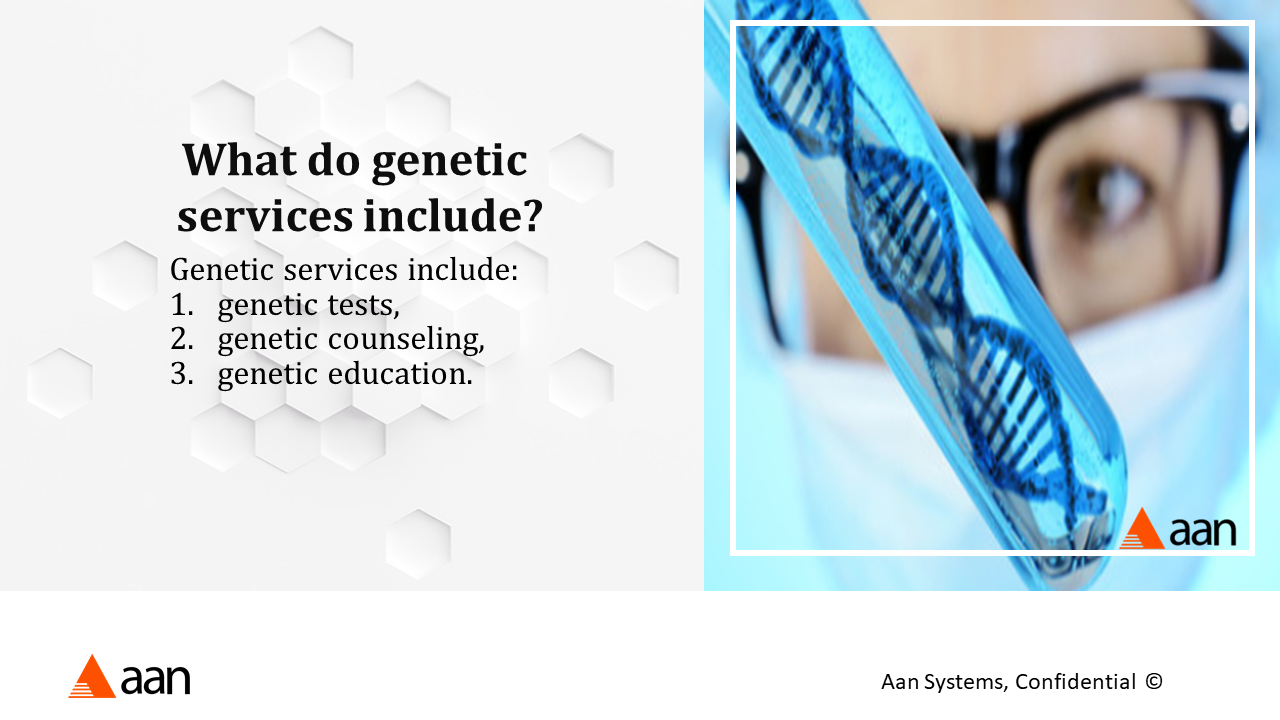 What do genetic
services include?
Genetic services include:
1. genetic tests,
2. genetic counseling,
3. genetic education.
aan
aan
Aan Systems, Confidential ©